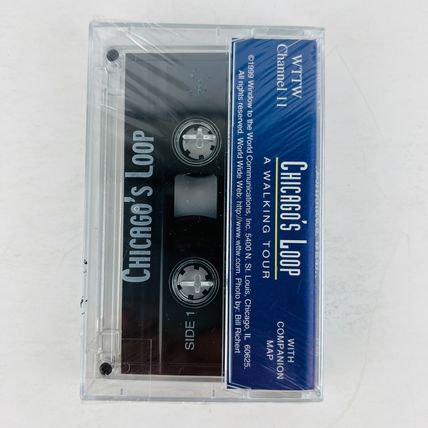 CHICAGO'S LOOP
SIDE 1
WTTW
Channel 11
CHICAGO'S LOOP
A WALKING TOUR
WITH
COMPANION
MAP
©1999 Window to the World Communications, Inc. 5400 N. St. Louis, Chicago, IL 60625.
All rights reserved. World Wide Web: http://www.wttw.com. Photo by: Bill Richert